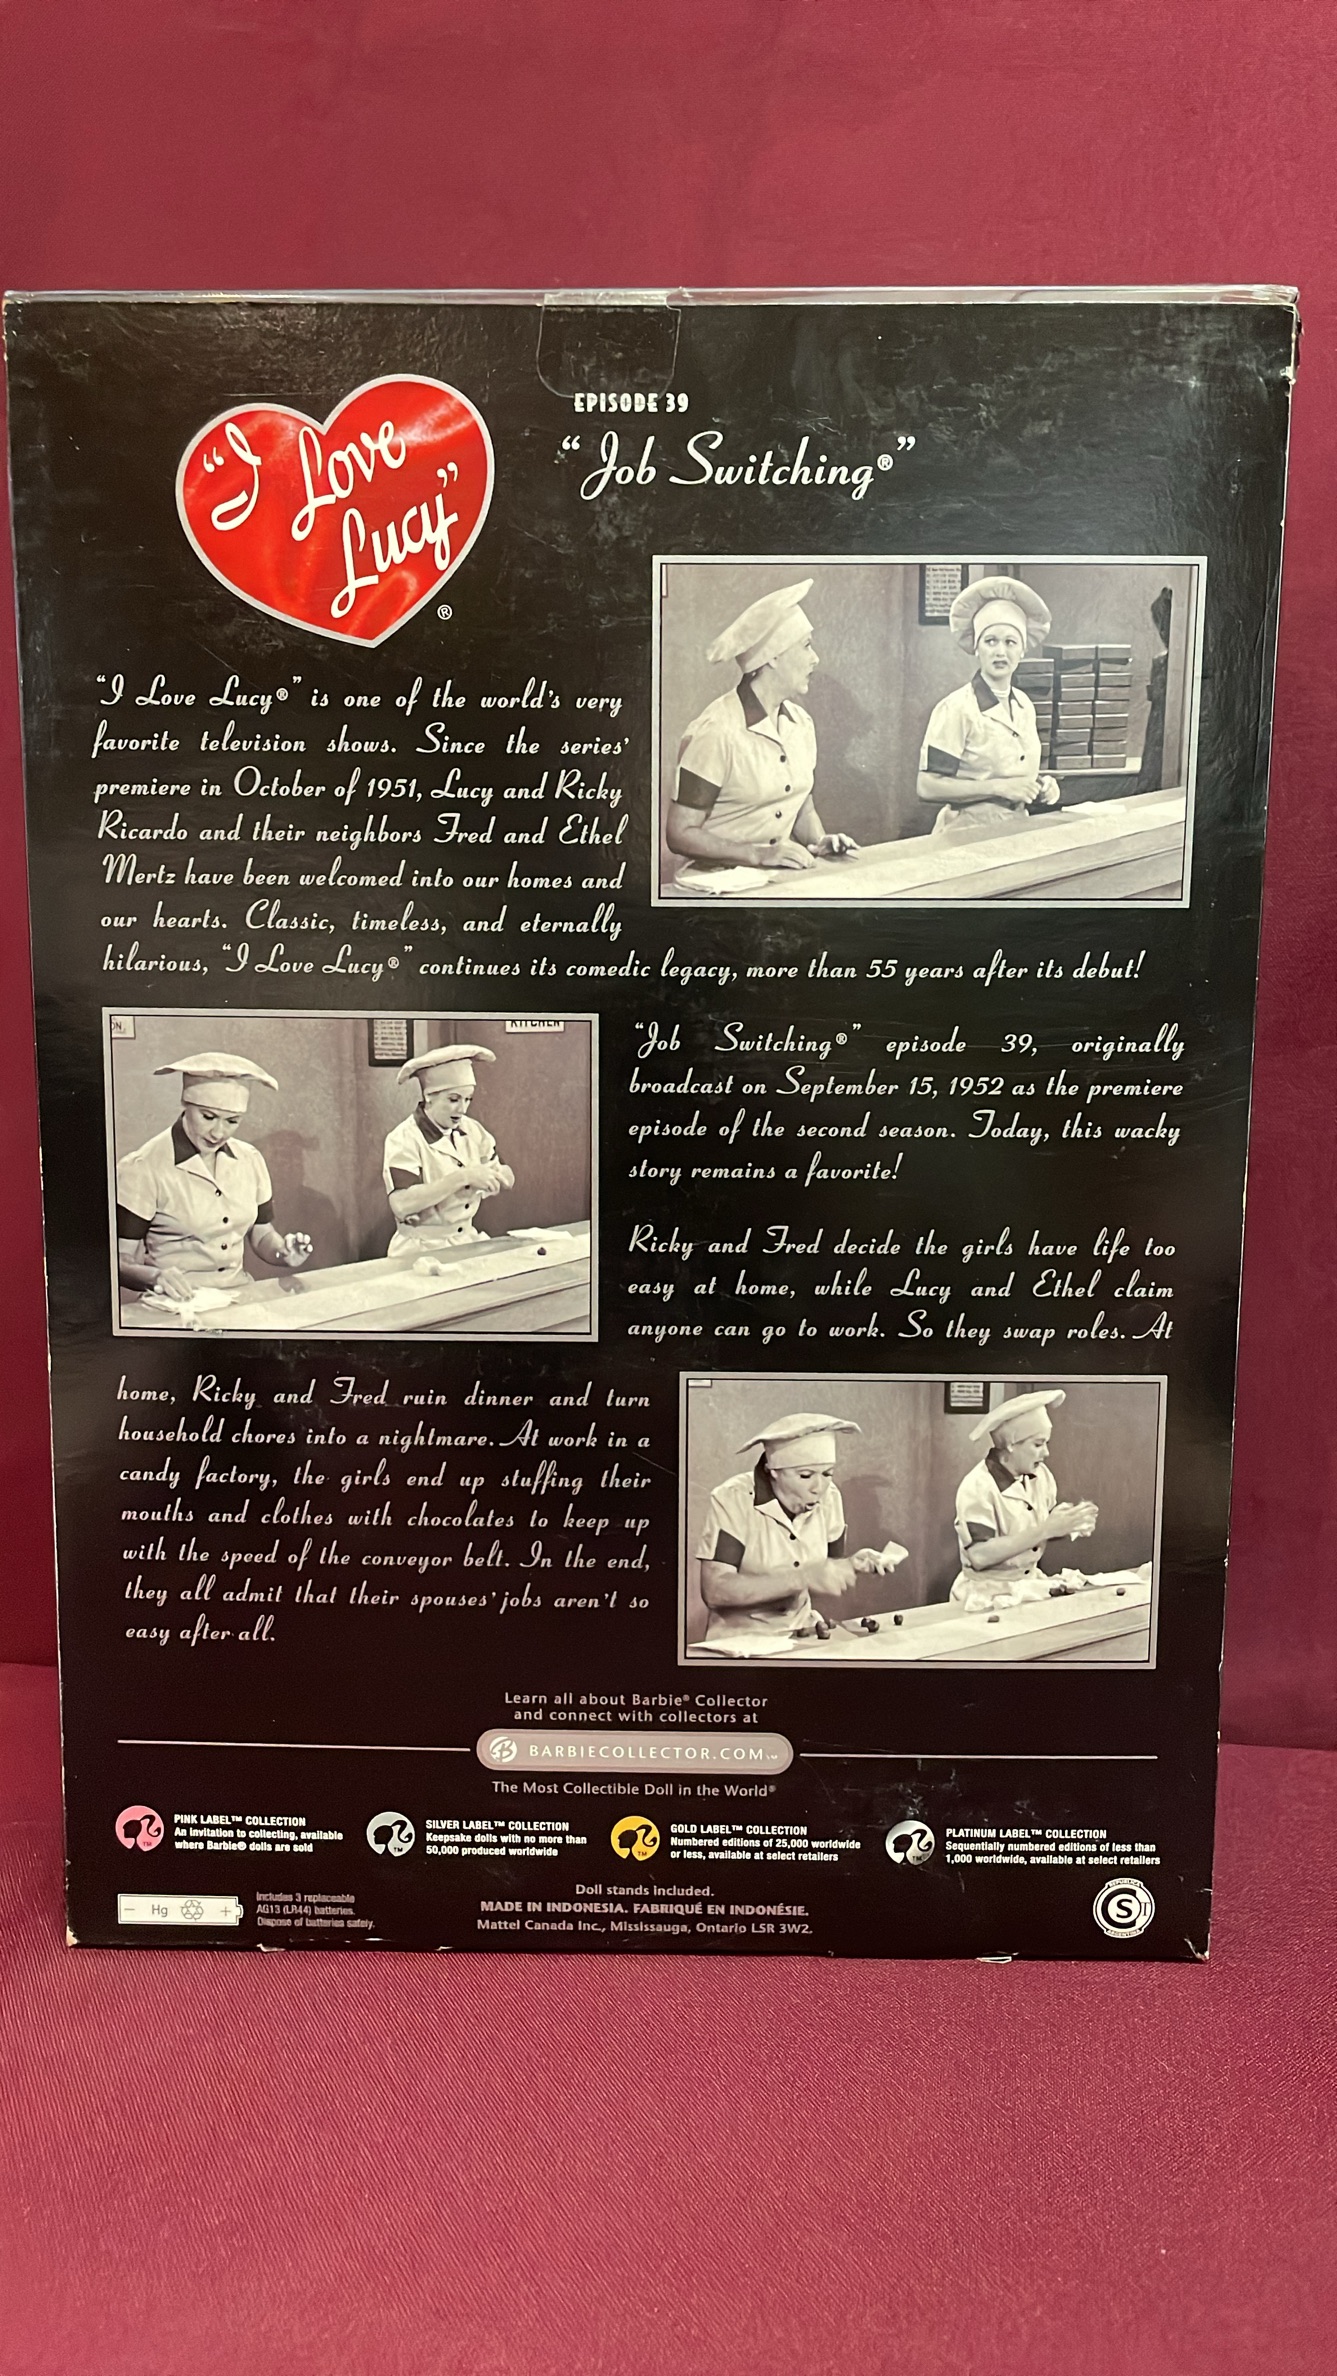 "I Love Lucy"
®
EPISODE 39
"Job Switching®"
"I Love Lucy®" is one of the world's very
favorite television shows. Since the series'
premiere in October of 1951, Lucy and Ricky
Ricardo and their neighbors Fred and Ethel
Mertz have been welcomed into our homes and
our hearts. Classic, timeless, and eternally
hilarious, "I Love Lucy®" continues its comedic legacy, more than 55 years after its debut!
KITCHEN
"Job Switching®" episode 39, originally
broadcast on September 15, 1952 as the premiere
episode of the second season. Today, this wacky
story remains a favorite!
Ricky and Fred decide the girls have life too
easy at home, while Lucy and Ethel claim
anyone can go to work. So they swap roles. At
home, Ricky and Fred ruin dinner and turn
household chores into a nightmare. At work in a
candy factory, the girls end up stuffing their
mouths and clothes with chocolates to keep up
with the speed of the conveyor belt. In the end,
they all admit that their spouses' jobs aren't so
easy after all.
Learn all about Barbie® Collector
and connect with collectors at
BARBIECOLLECTOR.COM℠
The Most Collectible Doll in the World®
PINK LABEL™ COLLECTION
An invitation to collecting, available
where Barbie® dolls are sold
TM
SILVER LABEL™ COLLECTION
Keepsake dolls with no more than
50,000 produced worldwide
TM
GOLD LABEL™ COLLECTION
Numbered editions of 25,000 worldwide
or less, available at select retailers
TM
PLATINUM LABEL™ COLLECTION
Sequentially numbered editions of less than
1,000 worldwide, available at select retailers
TM
– Hg +
Includes 3 replaceable
AG13 (LR44) batteries.
Dispose of batteries safely.
Doll stands included.
MADE IN INDONESIA. FABRIQUÉ EN INDONÉSIE.
Mattel Canada Inc., Mississauga, Ontario L5R 3W2.
S